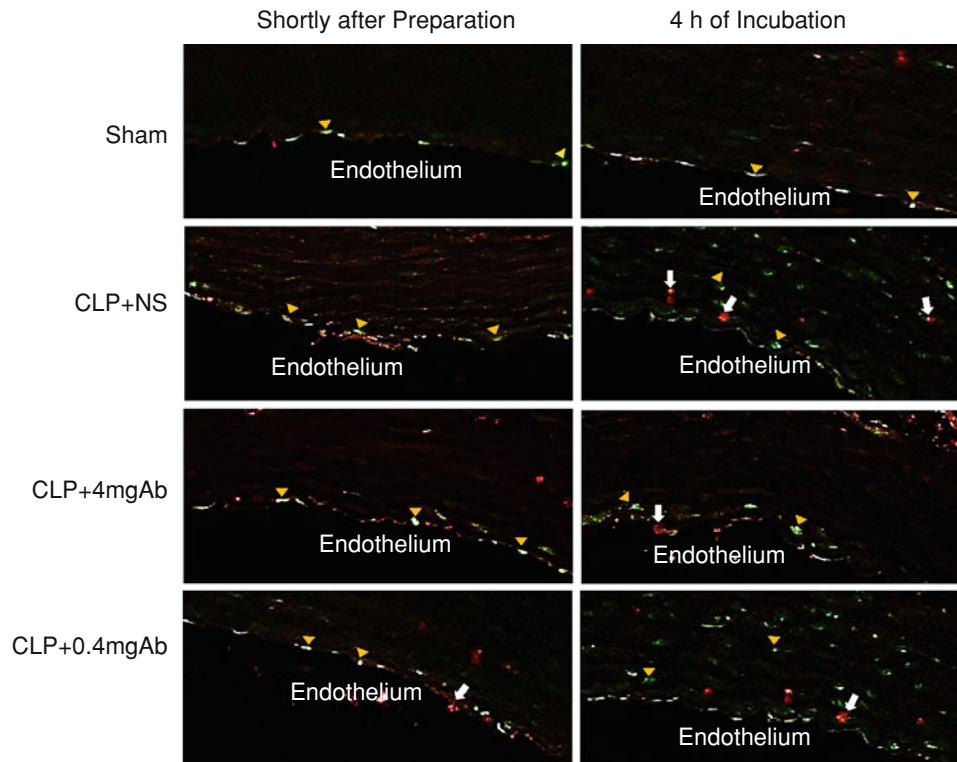 Shortly after Preparation
4 h of Incubation
Sham
Endothelium
Endothelium
CLP+NS
Endothelium
Endothelium
CLP+4mgAb
Endothelium
Endothelium
CLP+0.4mgAb
Endothelium
Endothelium